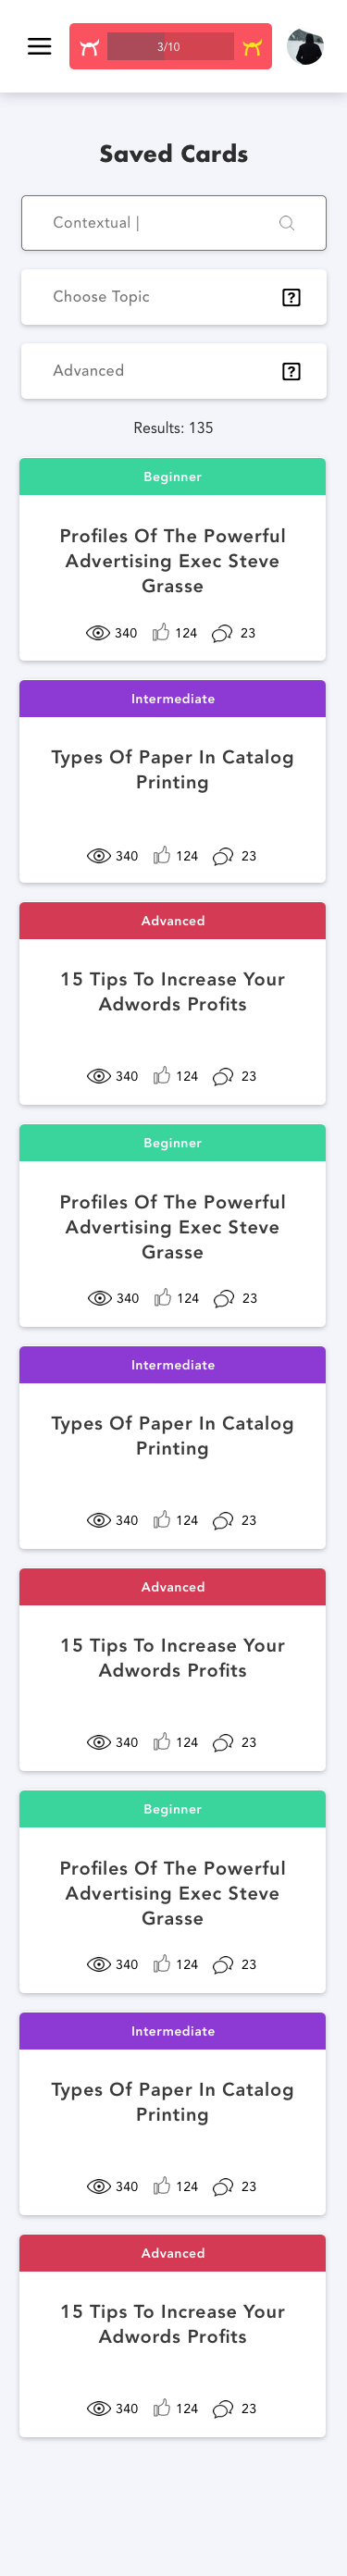 3/10
Saved Cards
Contextual |
Choose Topic
Advanced
Results: 135
Beginner
Profiles Of The Powerful
Advertising Exec Steve
Grasse
340 124 23
Intermediate
Types Of Paper In Catalog
Printing
340 124 23
Advanced
15 Tips To Increase Your
Adwords Profits
340 124 23
Beginner
Profiles Of The Powerful
Advertising Exec Steve
Grasse
340 124 23
Intermediate
Types Of Paper In Catalog
Printing
340 124 23
Advanced
15 Tips To Increase Your
Adwords Profits
340 124 23
Beginner
Profiles Of The Powerful
Advertising Exec Steve
Grasse
340 124 23
Intermediate
Types Of Paper In Catalog
Printing
340 124 23
Advanced
15 Tips To Increase Your
Adwords Profits
340 124 23